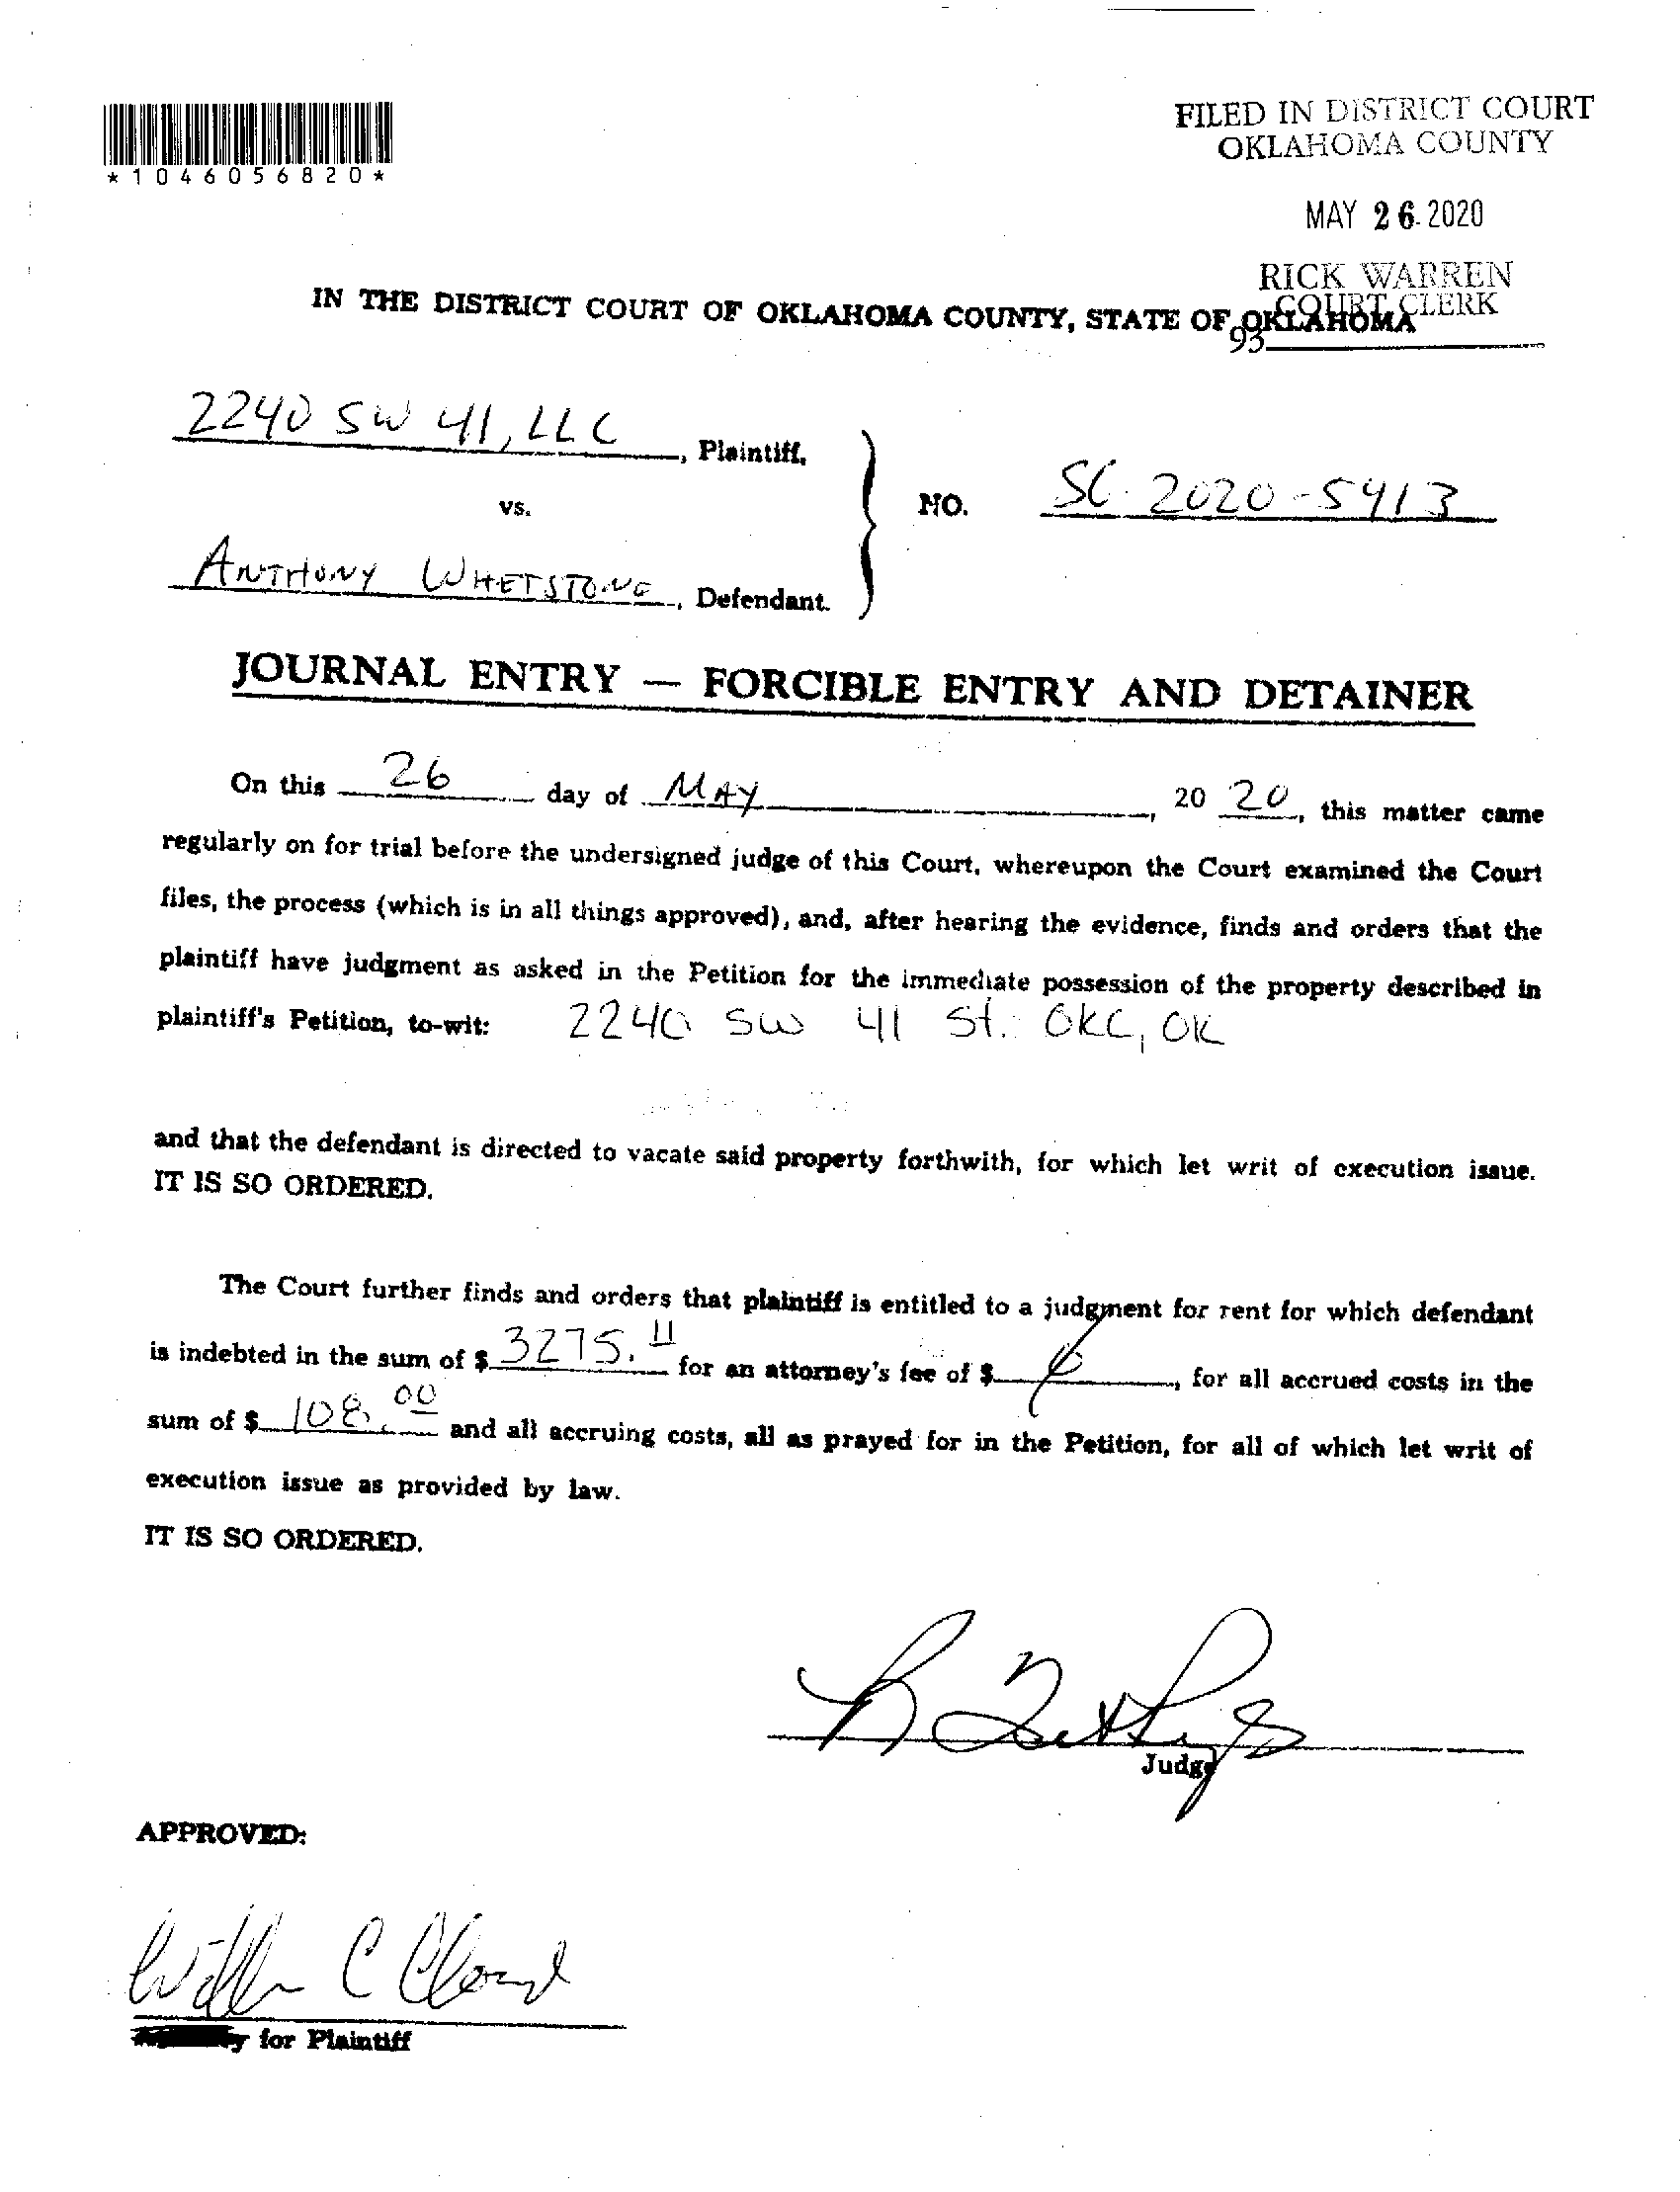 *1046056820*
FILED IN DISTRICT COURT
OKLAHOMA COUNTY
MAY 26 2020
RICK WARREN
COURT CLERK
93
IN THE DISTRICT COURT OF OKLAHOMA COUNTY, STATE OF OKLAHOMA
2240 SW 41, LLC, Plaintiff,
vs.
NO. SC-2020-5413
ANTHONY WHETSTONE, Defendant.
JOURNAL ENTRY — FORCIBLE ENTRY AND DETAINER
On this 26 day of MAY, 2020, this matter came
regularly on for trial before the undersigned judge of this Court, whereupon the Court examined the Court
files, the process (which is in all things approved), and, after hearing the evidence, finds and orders that the
plaintiff have judgment as asked in the Petition for the immediate possession of the property described in
plaintiff's Petition, to-wit: 2240 SW 41 St. OKC, OK
and that the defendant is directed to vacate said property forthwith, for which let writ of execution issue.
IT IS SO ORDERED.
The Court further finds and orders that plaintiff is entitled to a judgment for rent for which defendant
is indebted in the sum of $ 3275.11 for an attorney's fee of $ , for all accrued costs in the
sum of $ 108.00 and all accruing costs, all as prayed for in the Petition, for all of which let writ of
execution issue as provided by law.
IT IS SO ORDERED.
Judge
APPROVED:
for Plaintiff